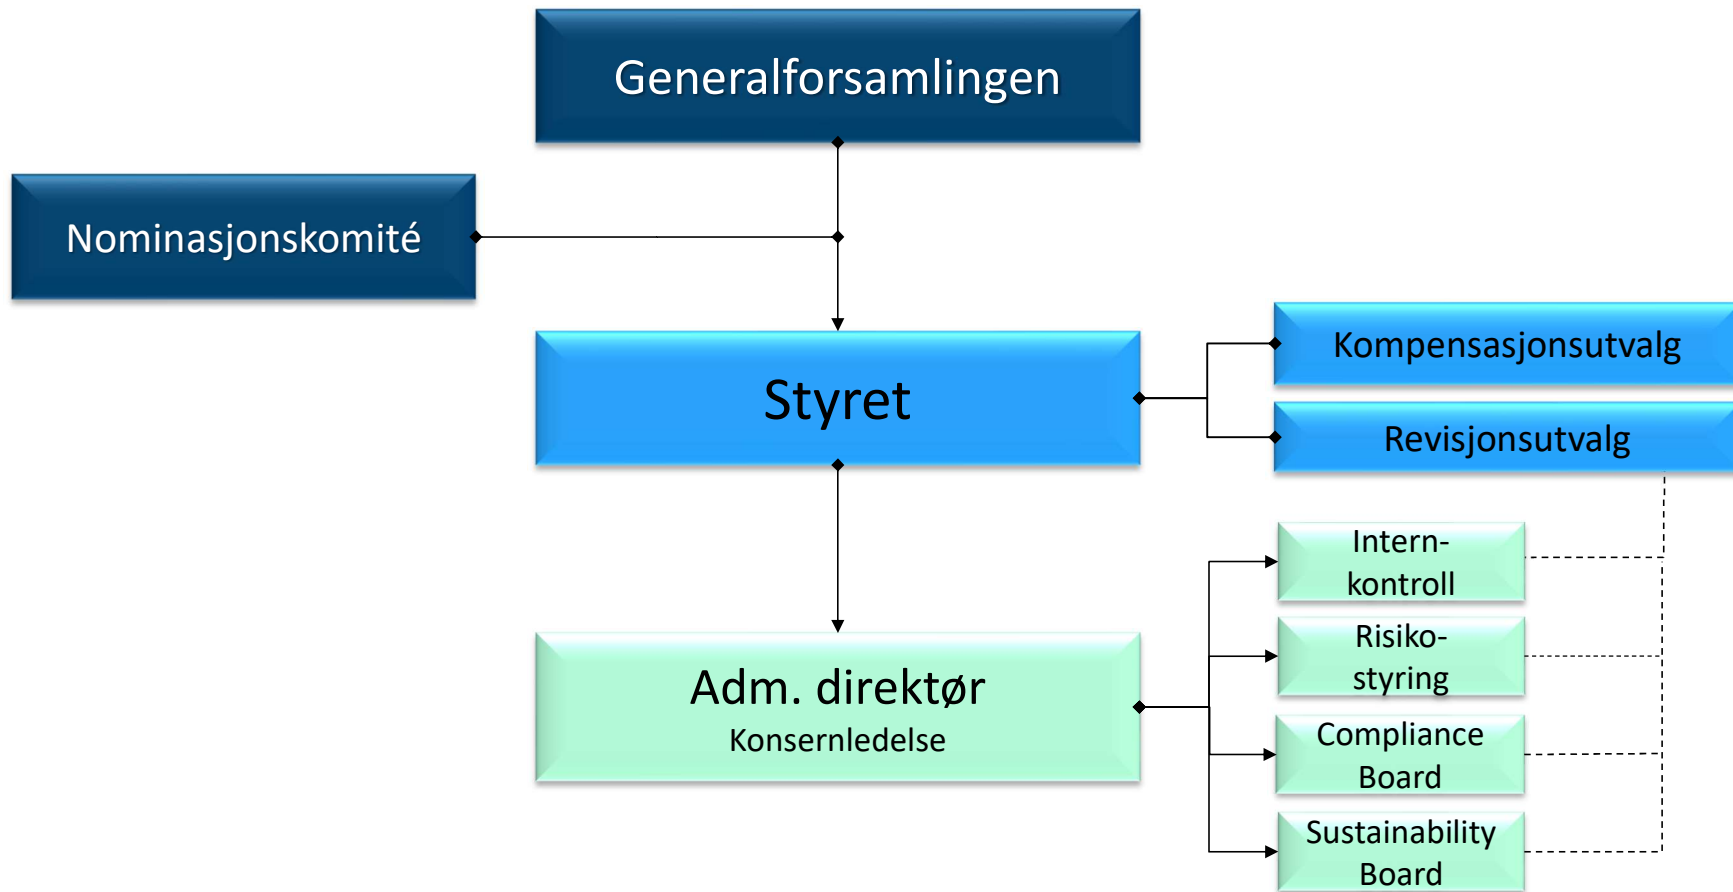 Generalforsamlingen
Nominasjonskomité
Styret
Kompensasjonsutvalg
Revisjonsutvalg
Adm. direktør
Konsernledelse
Intern-
kontroll
Risiko-
styring
Compliance
Board
Sustainability
Board